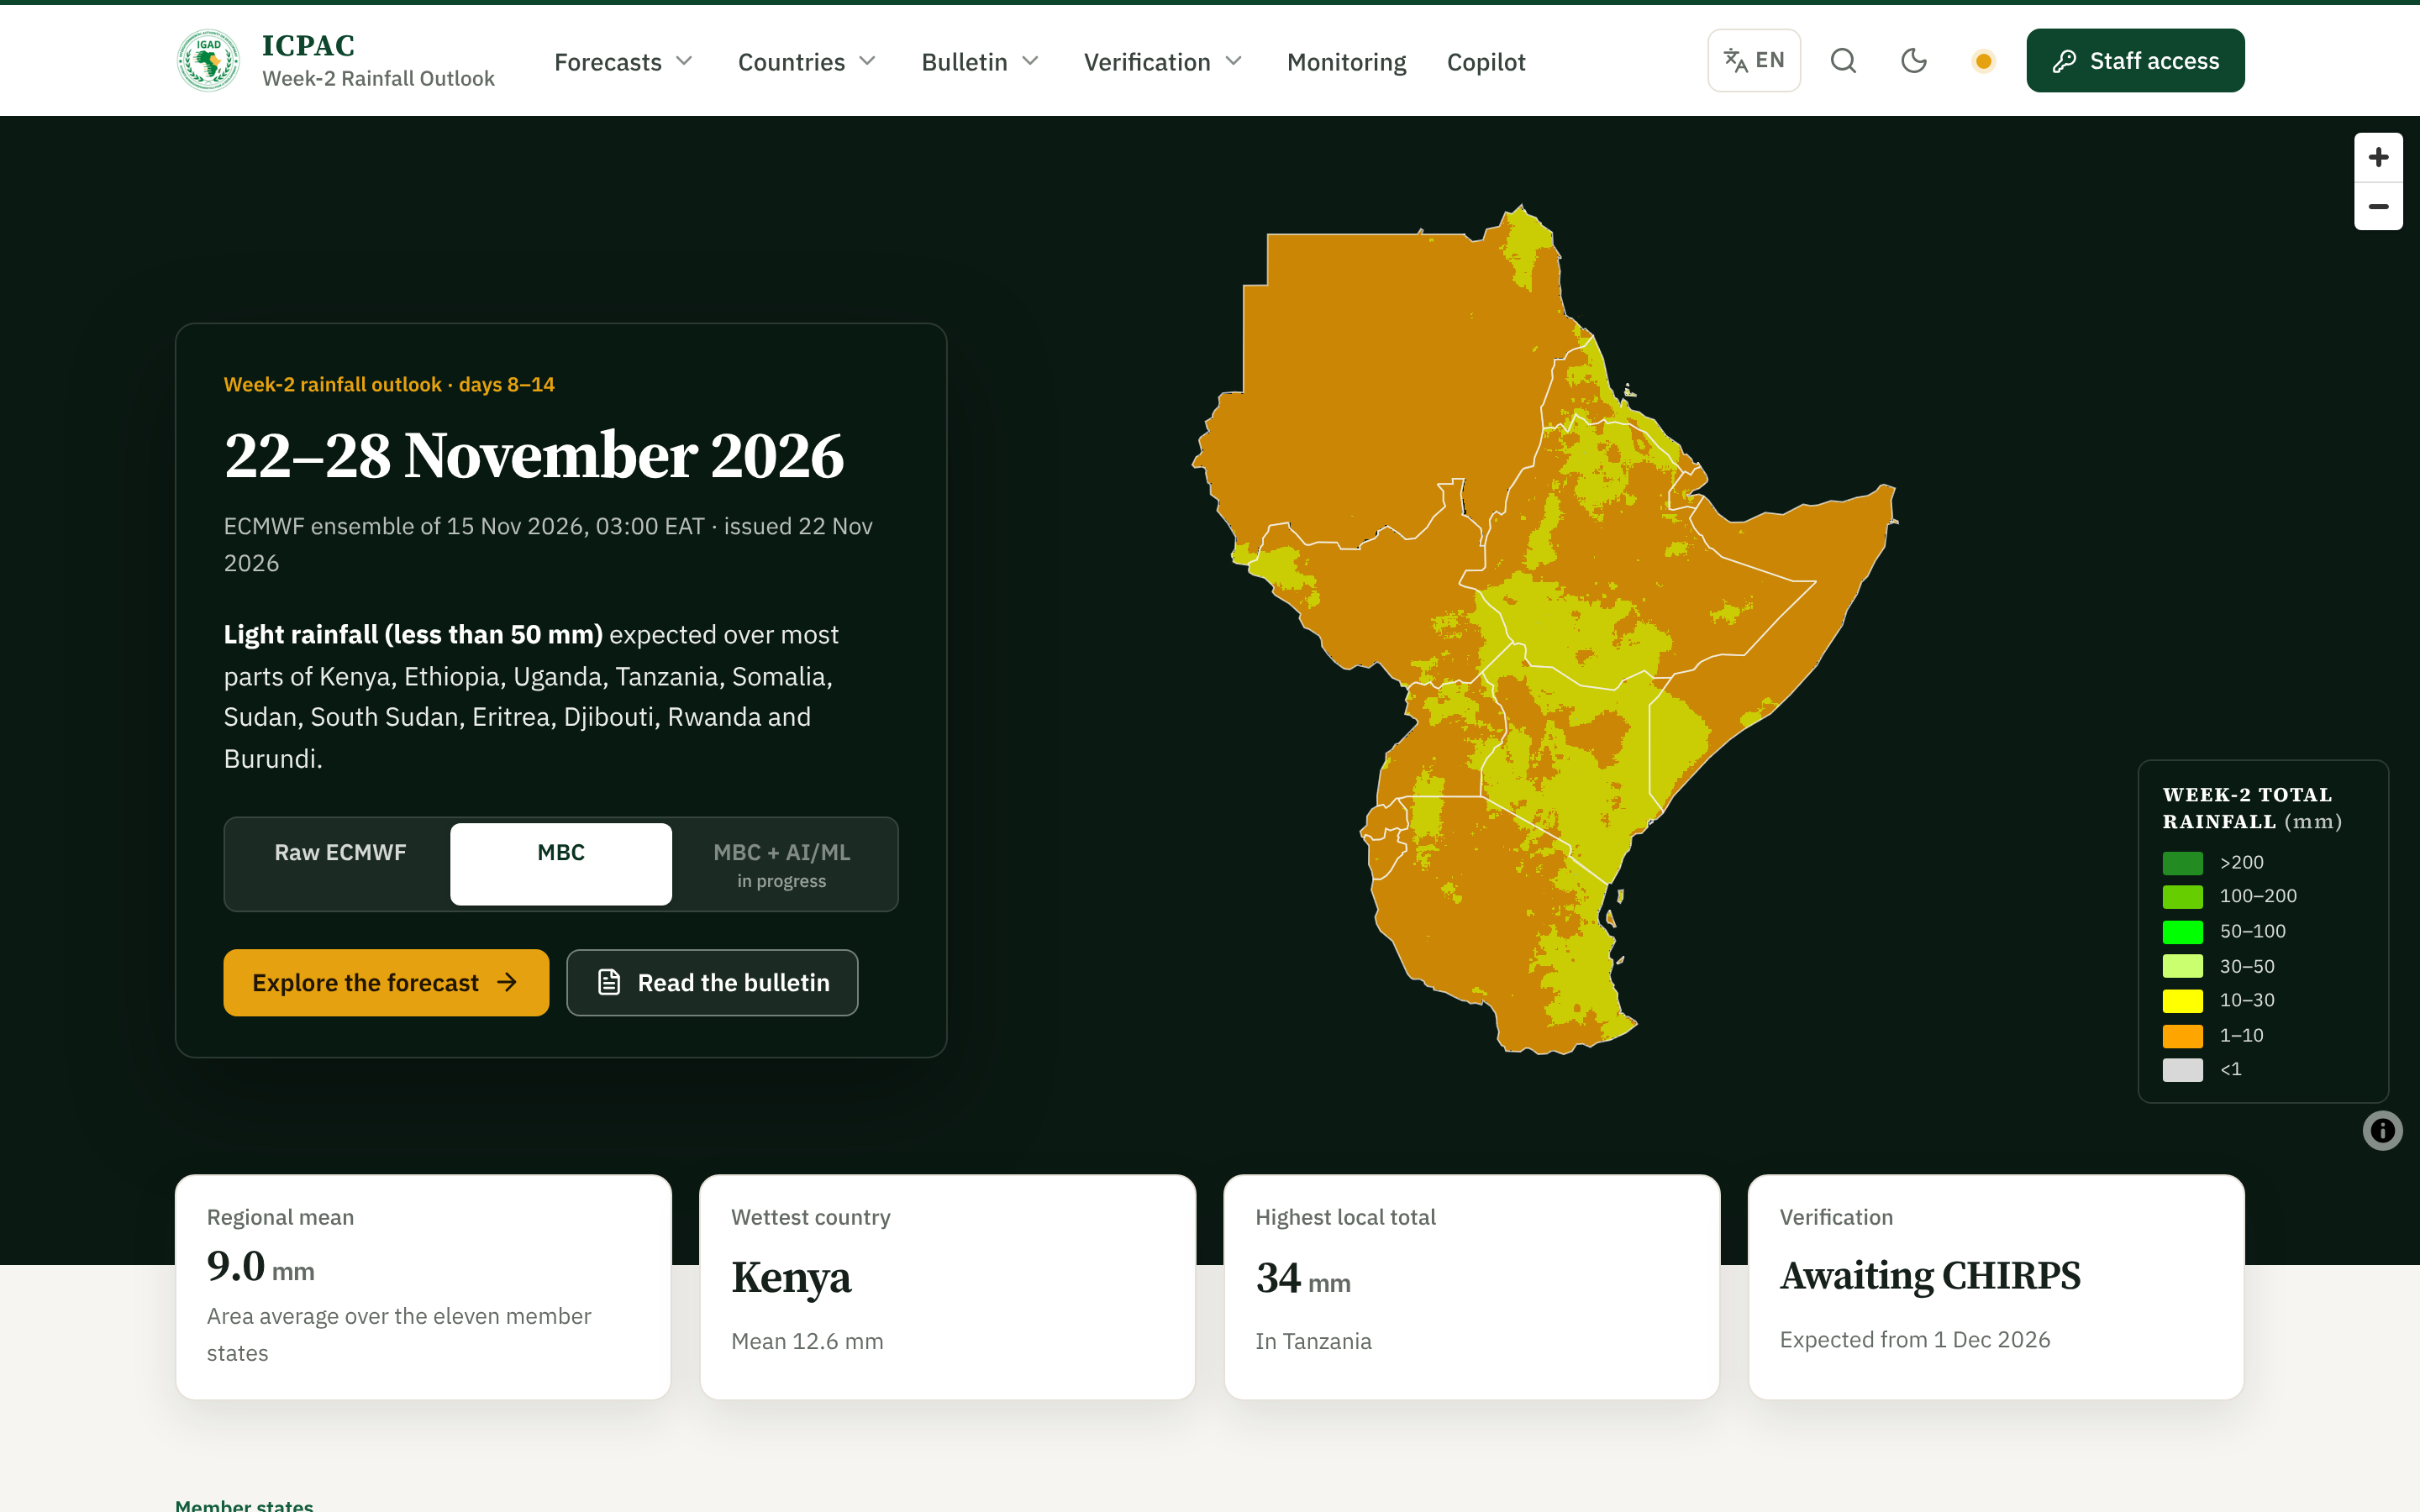 IGAD
ICPAC
Week-2 Rainfall Outlook
Forecasts
Countries
Bulletin
Verification
Monitoring
Copilot
EN
Staff access
Week-2 rainfall outlook · days 8–14
22–28 November 2026
ECMWF ensemble of 15 Nov 2026, 03:00 EAT · issued 22 Nov
2026
Light rainfall (less than 50 mm) expected over most
parts of Kenya, Ethiopia, Uganda, Tanzania, Somalia,
Sudan, South Sudan, Eritrea, Djibouti, Rwanda and
Burundi.
Raw ECMWF
MBC
MBC + AI/ML
in progress
Explore the forecast
Read the bulletin
WEEK-2 TOTAL
RAINFALL (mm)
>200
100–200
50–100
30–50
10–30
1–10
<1
Regional mean
9.0 mm
Area average over the eleven member
states
Wettest country
Kenya
Mean 12.6 mm
Highest local total
34 mm
In Tanzania
Verification
Awaiting CHIRPS
Expected from 1 Dec 2026
Member states